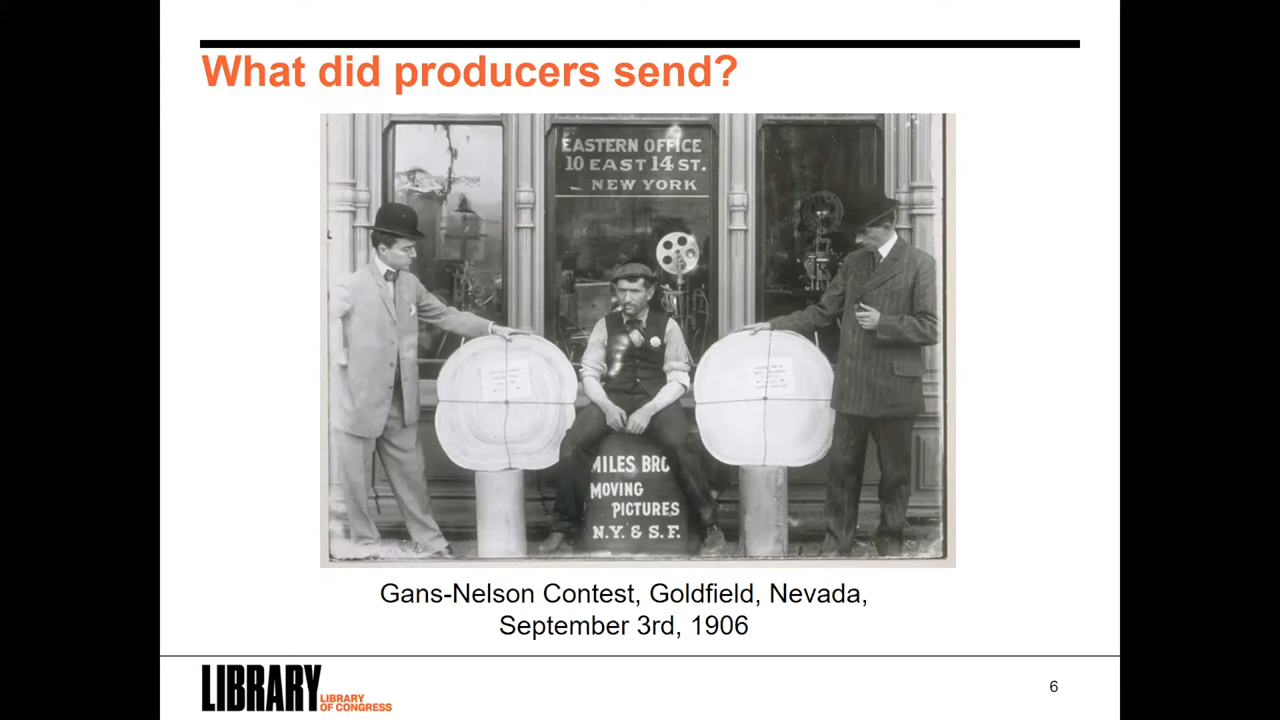 What did producers send?
EASTERN OFFICE
10 EAST 14 ST.
NEW YORK
MILES BRO
MOVING
PICTURES
N.Y. & S.F.
Gans-Nelson Contest, Goldfield, Nevada,
September 3rd, 1906
LIBRARY
LIBRARY
OF CONGRESS
6